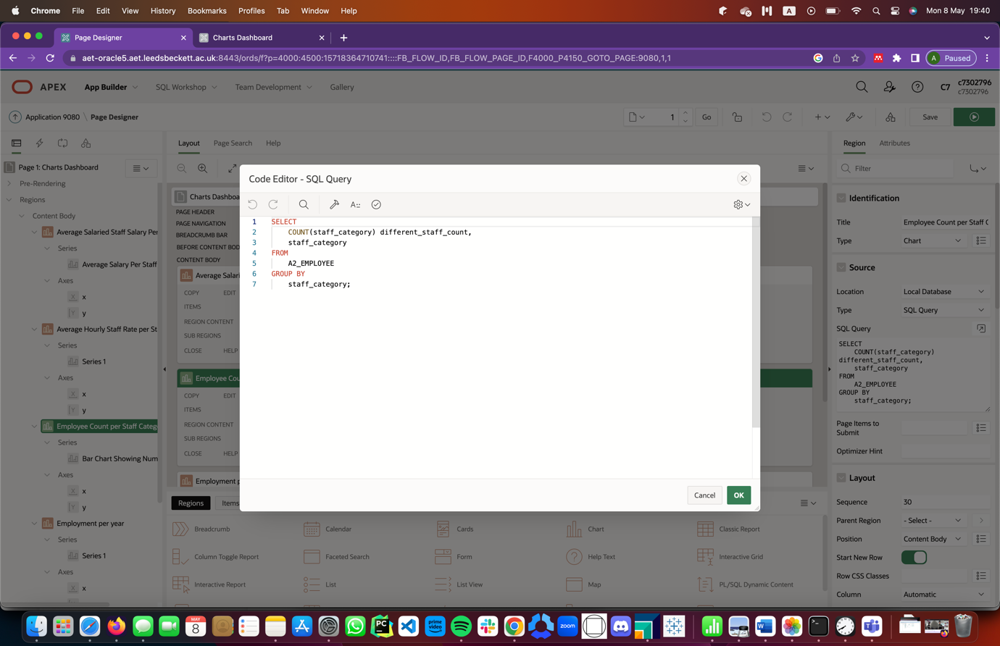 Chrome File Edit View History Bookmarks Profiles Tab Window Help
A Mon 8 May 19:40
Page Designer
Charts Dashboard
aet-oracle5.aet.leedsbeckett.ac.uk:8443/ords/f?p=4000:4500:15718364710741::::FB_FLOW_ID,FB_FLOW_PAGE_ID,F4000_P4150_GOTO_PAGE:9080,1,1
A Paused
APEX App Builder SQL Workshop Team Development Gallery
C7 c7302796
c7302796
Application 9080 \ Page Designer
1 Go Save
Layout Page Search Help
Region Attributes
Page 1: Charts Dashboard
Pre-Rendering
Regions
Content Body
Average Salaried Staff Salary Per
Series
Average Salary Per Staff
Axes
x
y
Average Hourly Staff Rate per St
Series
Series 1
Axes
x
y
Employee Count per Staff Categ
Series
Bar Chart Showing Num
Axes
x
y
Employment per year
Series
Series 1
Axes
x
Charts Dashboa
PAGE HEADER
PAGE NAVIGATION
BREADCRUMB BAR
BEFORE CONTENT BOD
CONTENT BODY
Average Salari
COPY EDIT
ITEMS
REGION CONTENT
SUB REGIONS
CLOSE HELP
Employee Cou
COPY EDIT
ITEMS
REGION CONTENT
SUB REGIONS
CLOSE HELP
Employment p
Code Editor - SQL Query
A
1 SELECT
2 COUNT(staff_category) different_staff_count,
3 staff_category
4 FROM
5 A2_EMPLOYEE
6 GROUP BY
7 staff_category;
Cancel OK
Regions Items
Breadcrumb Calendar Cards Chart Classic Report
Column Toggle Report Faceted Search Form Help Text Interactive Grid
Interactive Report List List View Map PL/SQL Dynamic Content
Filter
Identification
Title Employee Count per Staff C
Type Chart
Source
Location Local Database
Type SQL Query
SQL Query
SELECT
COUNT(staff_category)
different_staff_count,
staff_category
FROM
A2_EMPLOYEE
GROUP BY
staff_category;
Page Items to
Submit
Optimizer Hint
Layout
Sequence 30
Parent Region - Select -
Position Content Body
Start New Row
Row CSS Classes
Column Automatic
MAY
8
PC
prime
video
zoom
W